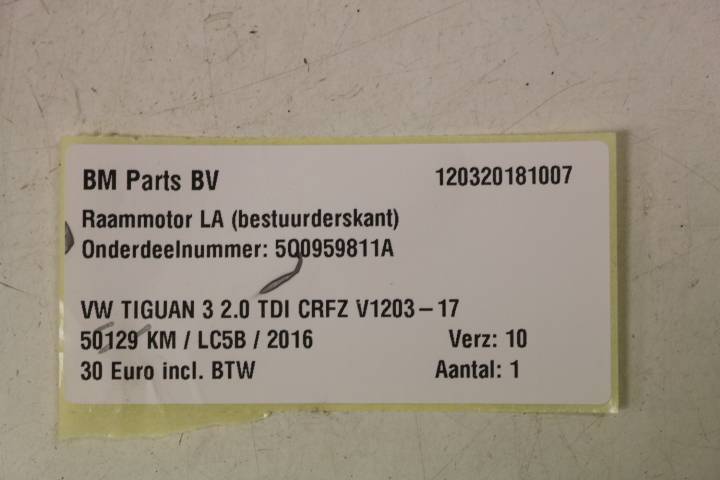 BM Parts BV 120320181007
Raammotor LA (bestuurderskant)
Onderdeelnummer: 5Q0959811A
VW TIGUAN 3 2.0 TDI CRFZ V1203-17
50129 KM / LC5B / 2016 Verz: 10
30 Euro incl. BTW Aantal: 1